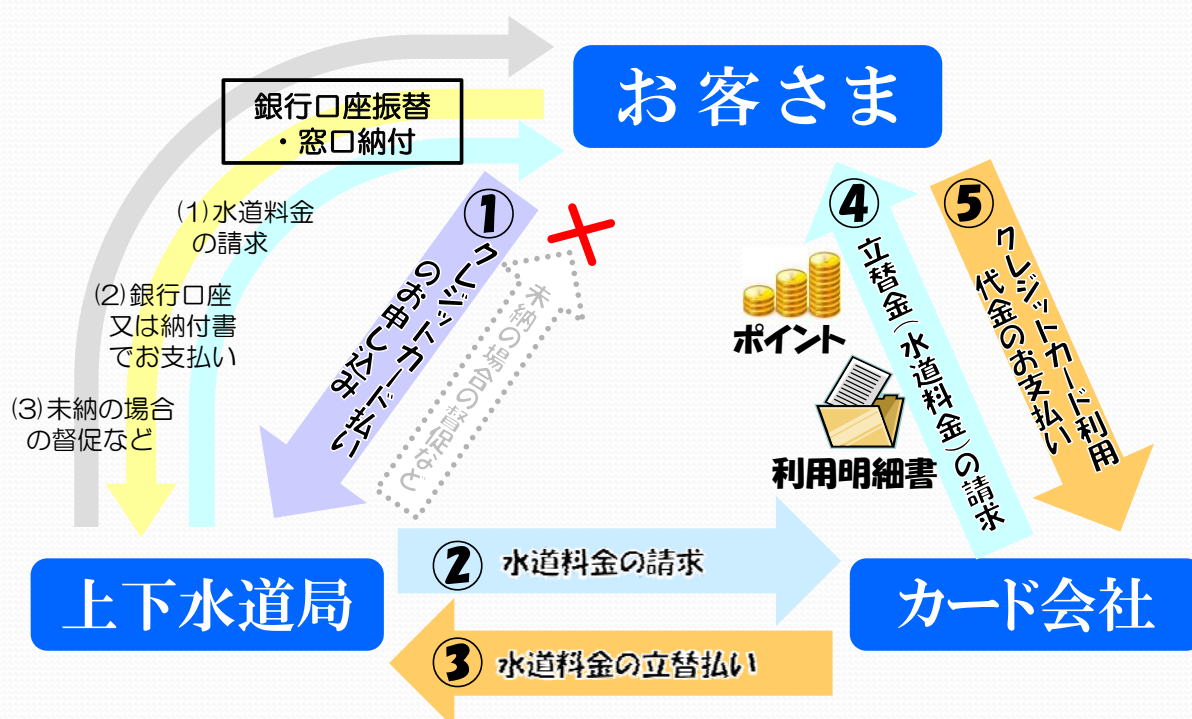 お客さま
銀行口座振替
・窓口納付
(1)水道料金
の請求
(2)銀行口座
又は納付書
でお支払い
(3)未納の場合
の督促など
①
クレジットカード払い
のお申し込み
未納の場合の督促など
④
立替金(水道料金)の請求
⑤
クレジットカード利用
代金のお支払い
ポイント
利用明細書
② 水道料金の請求
③ 水道料金の立替払い
上下水道局
カード会社